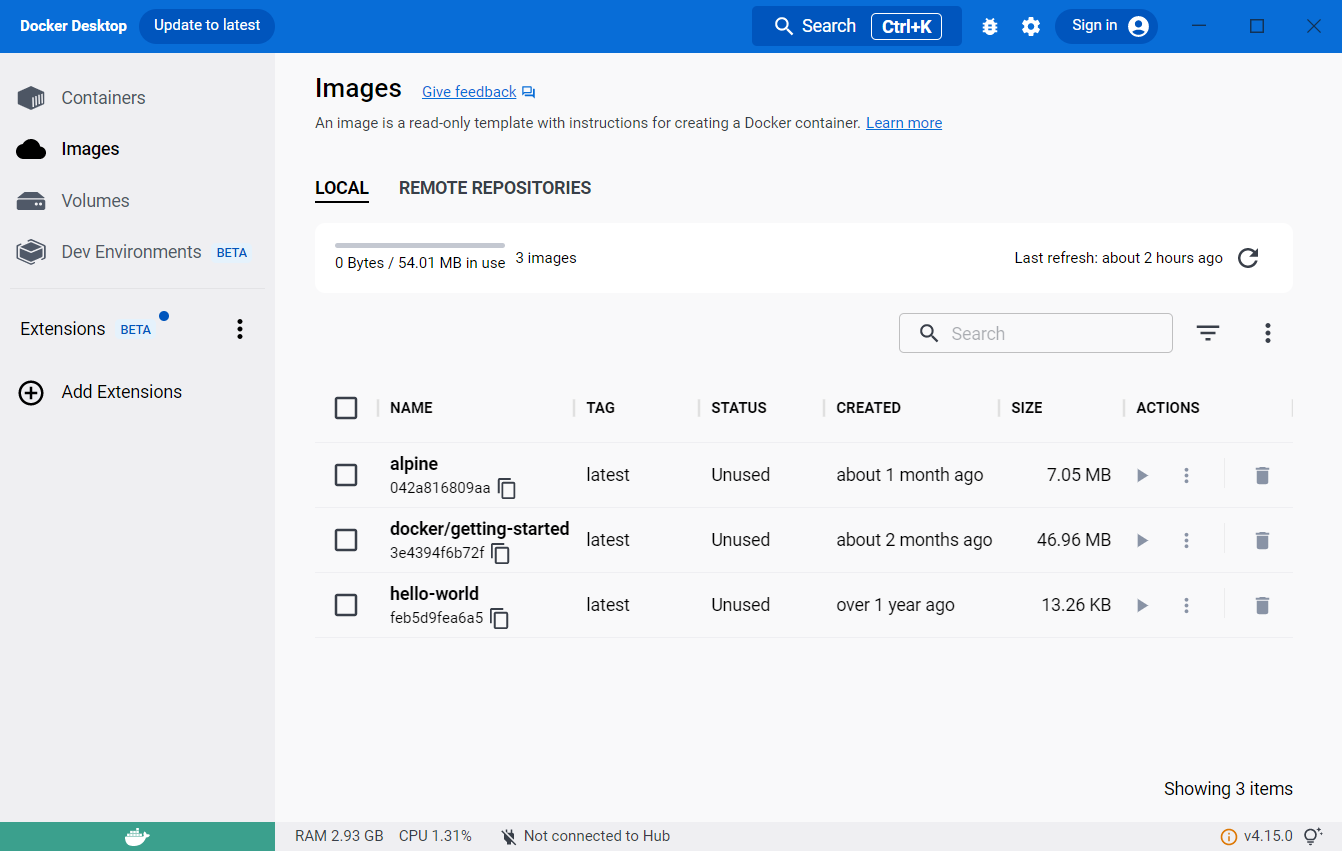 Docker Desktop Update to latest Search Ctrl+K Sign in
Containers
Images
Volumes
Dev Environments BETA
Extensions BETA
Add Extensions
Images Give feedback
An image is a read-only template with instructions for creating a Docker container. Learn more
LOCAL REMOTE REPOSITORIES
0 Bytes / 54.01 MB in use 3 images Last refresh: about 2 hours ago
Search
NAME TAG STATUS CREATED SIZE ACTIONS
alpine
042a816809aa latest Unused about 1 month ago 7.05 MB
docker/getting-started
3e4394f6b72f latest Unused about 2 months ago 46.96 MB
hello-world
feb5d9fea6a5 latest Unused over 1 year ago 13.26 KB
Showing 3 items
RAM 2.93 GB CPU 1.31% Not connected to Hub v4.15.0